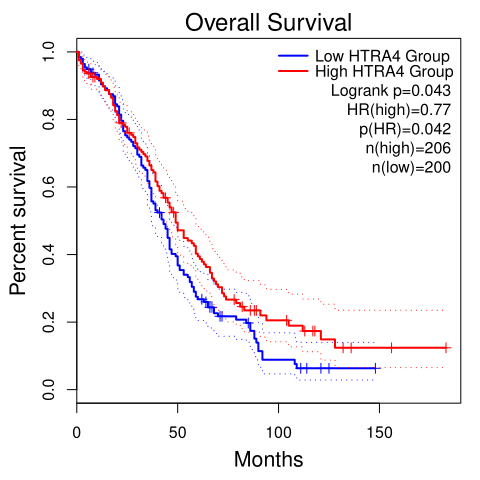 Overall Survival
Low HTRA4 Group
High HTRA4 Group
Logrank p=0.043
HR(high)=0.77
p(HR)=0.042
n(high)=206
n(low)=200
Percent survival
1.0
0.8
0.6
0.4
0.2
0.0
0 50 100 150
Months